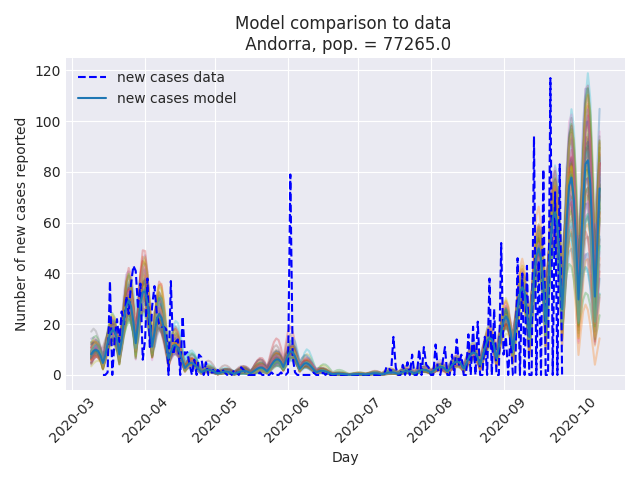 Model comparison to data
Andorra, pop. = 77265.0
new cases data
new cases model
120
100
80
60
40
20
0
Number of new cases reported
2020-03
2020-04
2020-05
2020-06
2020-07
2020-08
2020-09
2020-10
Day